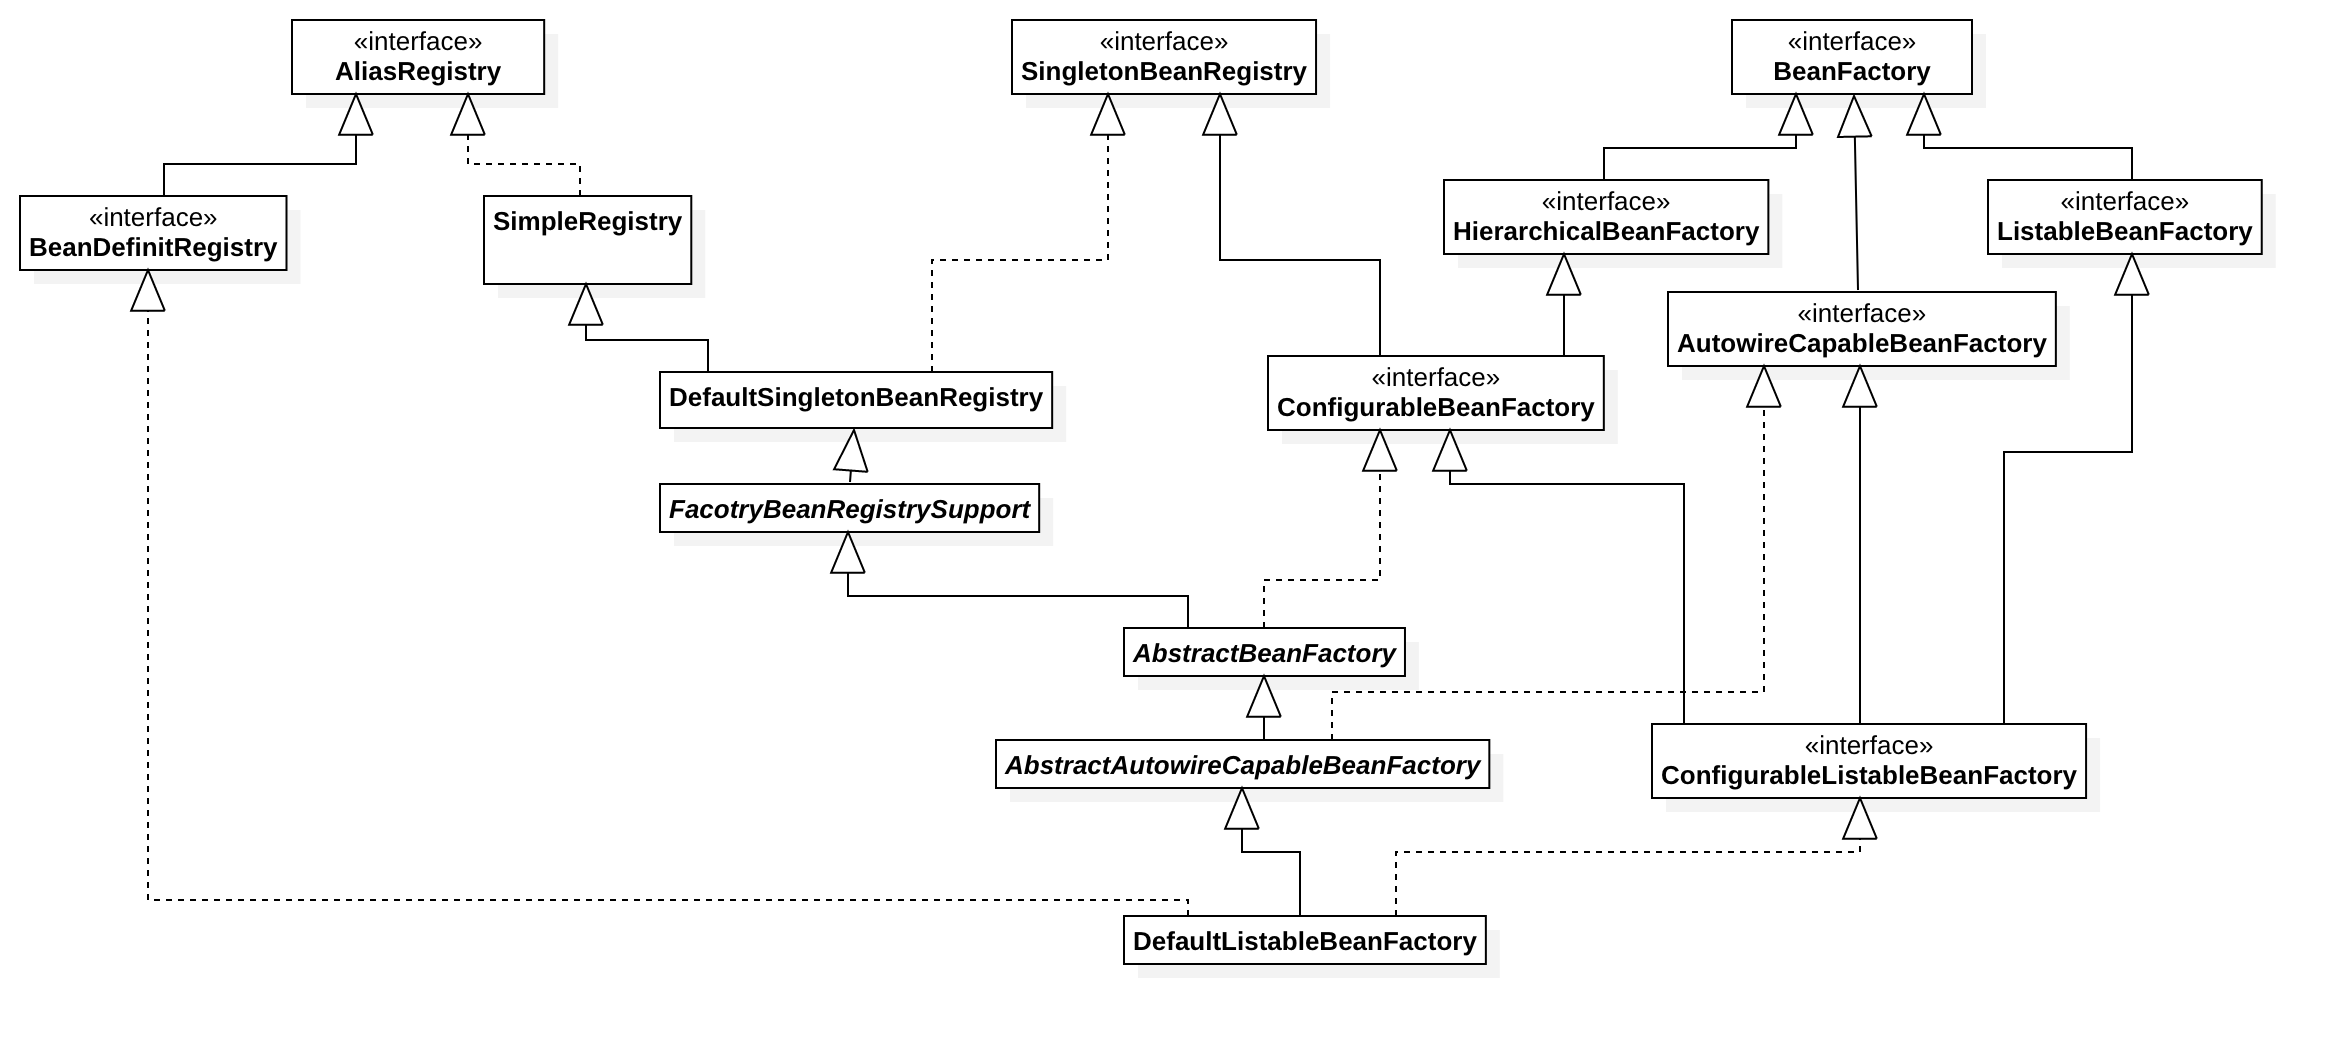 «interface»
AliasRegistry
«interface»
SingletonBeanRegistry
«interface»
BeanFactory
«interface»
BeanDefinitRegistry
SimpleRegistry
«interface»
HierarchicalBeanFactory
«interface»
ListableBeanFactory
«interface»
AutowireCapableBeanFactory
DefaultSingletonBeanRegistry
«interface»
ConfigurableBeanFactory
FacotryBeanRegistrySupport
AbstractBeanFactory
AbstractAutowireCapableBeanFactory
«interface»
ConfigurableListableBeanFactory
DefaultListableBeanFactory